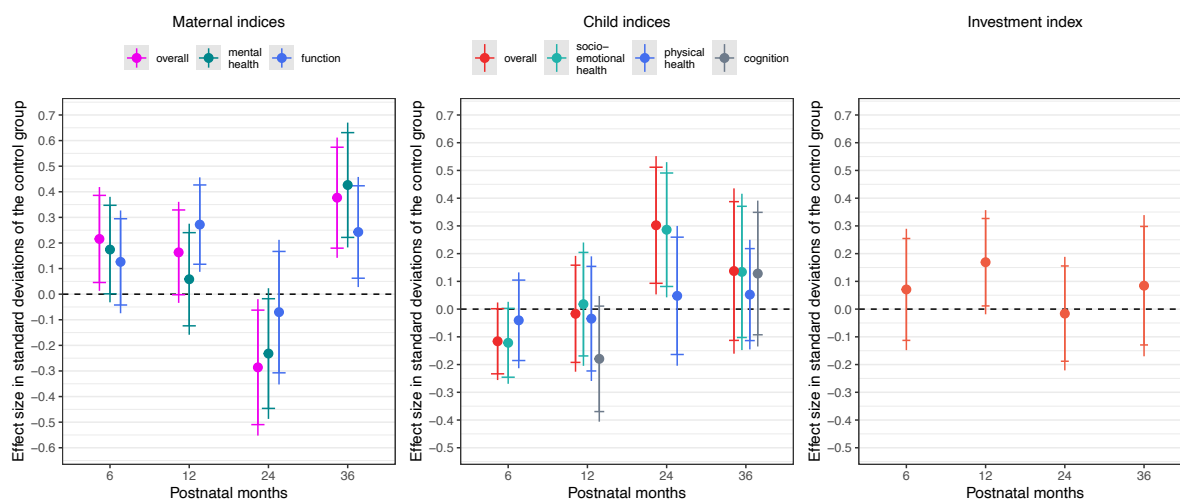 Maternal indices
overall
mental
health
function
Effect size in standard deviations of the control group
0.7
0.6
0.5
0.4
0.3
0.2
0.1
0.0
−0.1
−0.2
−0.3
−0.4
−0.5
−0.6
6
12
24
36
Postnatal months
Child indices
overall
socio−
emotional
health
physical
health
cognition
Effect size in standard deviations of the control group
0.7
0.6
0.5
0.4
0.3
0.2
0.1
0.0
−0.1
−0.2
−0.3
−0.4
−0.5
6
12
24
36
Postnatal months
Investment index
Effect size in standard deviations of the control group
0.7
0.6
0.5
0.4
0.3
0.2
0.1
0.0
−0.1
−0.2
−0.3
−0.4
−0.5
6
12
24
36
Postnatal months